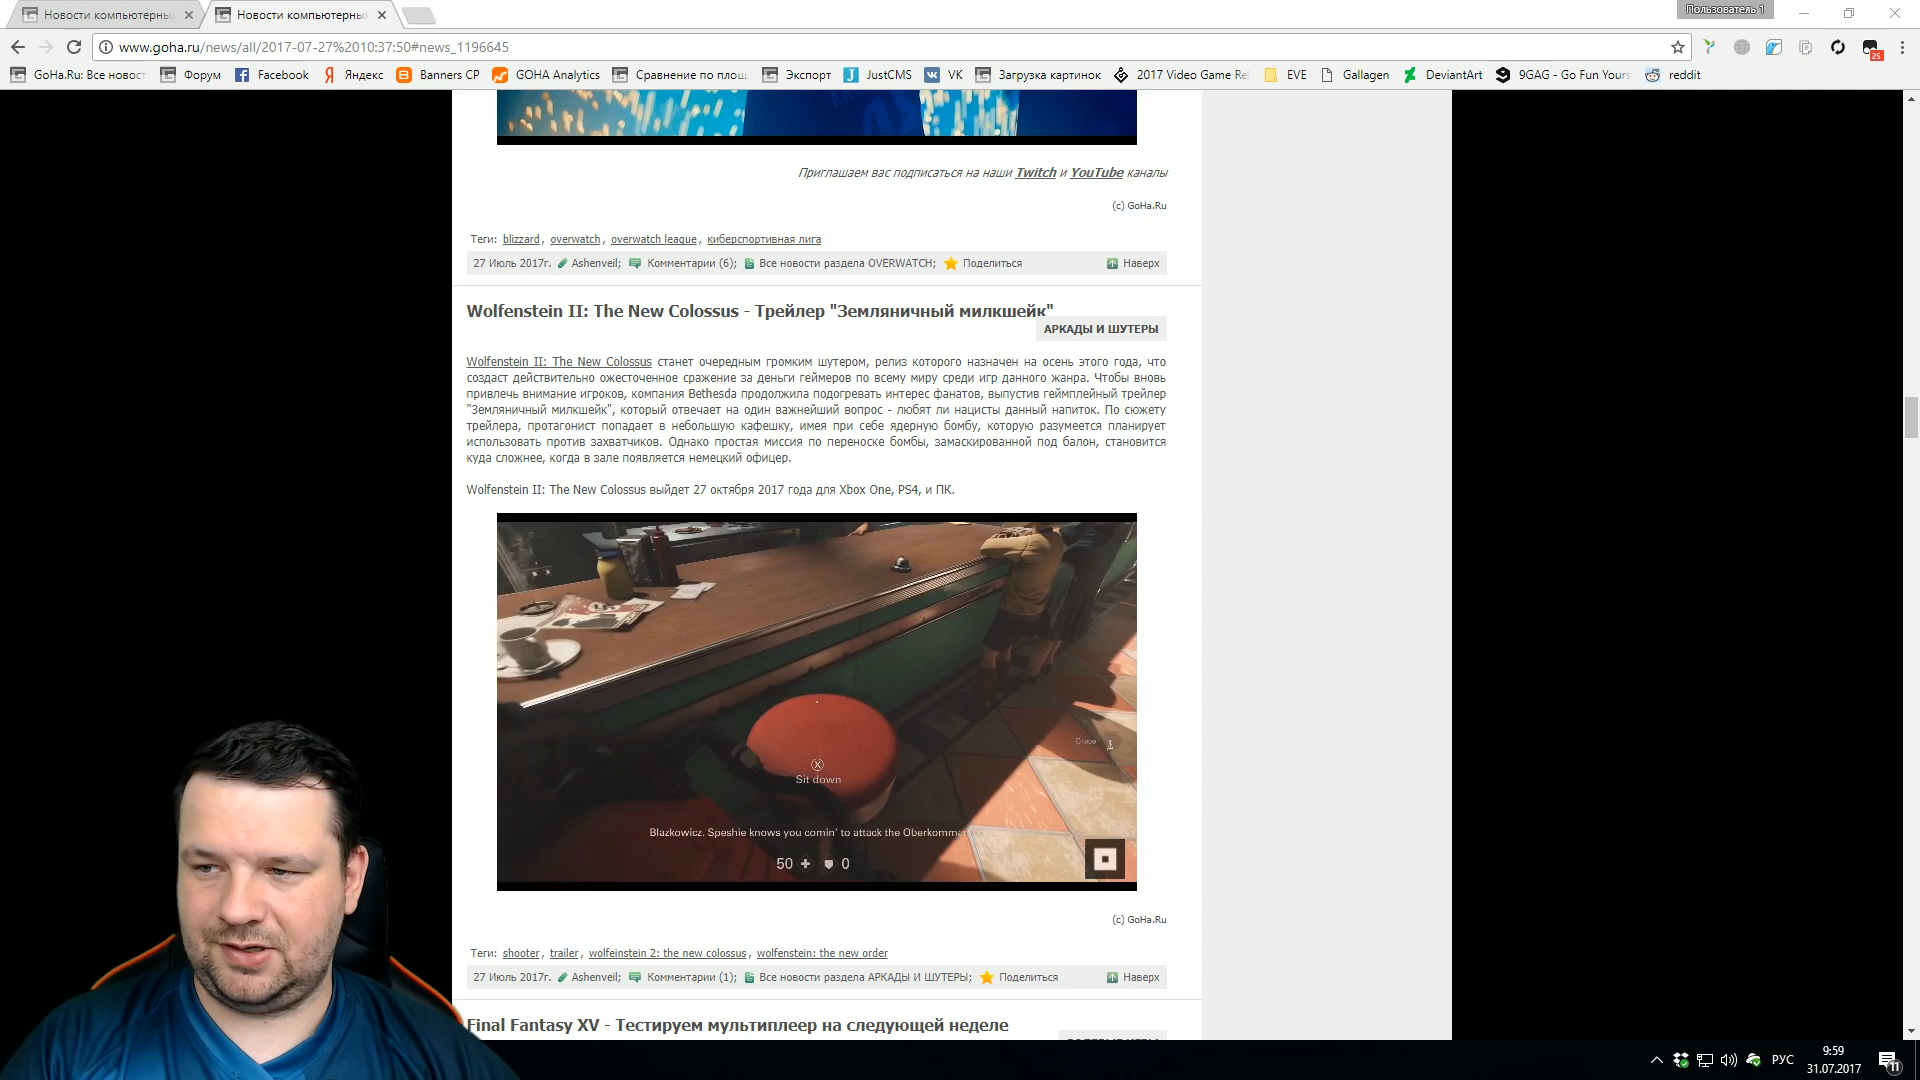 Новости компьютерны
Новости компьютерны
Пользователь 1
www.goha.ru/news/all/2017-07-27%2010:37:50#news_1196645
25
GoHa.Ru: Все новост
Форум
Facebook
Яндекс
Banners CP
GOHA Analytics
Сравнение по площ
Экспорт
JustCMS
VK
Загрузка картинок
2017 Video Game Re
EVE
Gallagen
DeviantArt
9GAG - Go Fun Yours
reddit
Приглашаем вас подписаться на наши Twitch и YouTube каналы
(c) GoHa.Ru
Теги: blizzard, overwatch, overwatch league, киберспортивная лига
27 Июль 2017г. Ashenveil; Комментарии (6); Все новости раздела OVERWATCH; Поделиться Наверх
Wolfenstein II: The New Colossus - Трейлер "Земляничный милкшейк"
АРКАДЫ И ШУТЕРЫ
Wolfenstein II: The New Colossus станет очередным громким шутером, релиз которого назначен на осень этого года, что
создаст действительно ожесточенное сражение за деньги геймеров по всему миру среди игр данного жанра. Чтобы вновь
привлечь внимание игроков, компания Bethesda продолжила подогревать интерес фанатов, выпустив геймплейный трейлер
"Земляничный милкшейк", который отвечает на один важнейший вопрос - любят ли нацисты данный напиток. По сюжету
трейлера, протагонист попадает в небольшую кафешку, имея при себе ядерную бомбу, которую разумеется планирует
использовать против захватчиков. Однако простая миссия по переноске бомбы, замаскированной под балон, становится
куда сложнее, когда в зале появляется немецкий офицер.
Wolfenstein II: The New Colossus выйдет 27 октября 2017 года для Xbox One, PS4, и ПК.
Grace
X
Sit down
Blazkowicz. Speshie knows you comin' to attack the Oberkomma
50 + 0
(c) GoHa.Ru
Теги: shooter, trailer, wolfeinstein 2: the new colossus, wolfenstein: the new order
27 Июль 2017г. Ashenveil; Комментарии (1); Все новости раздела АРКАДЫ И ШУТЕРЫ; Поделиться Наверх
Final Fantasy XV - Тестируем мультиплеер на следующей неделе
РУС
9:59
31.07.2017
11